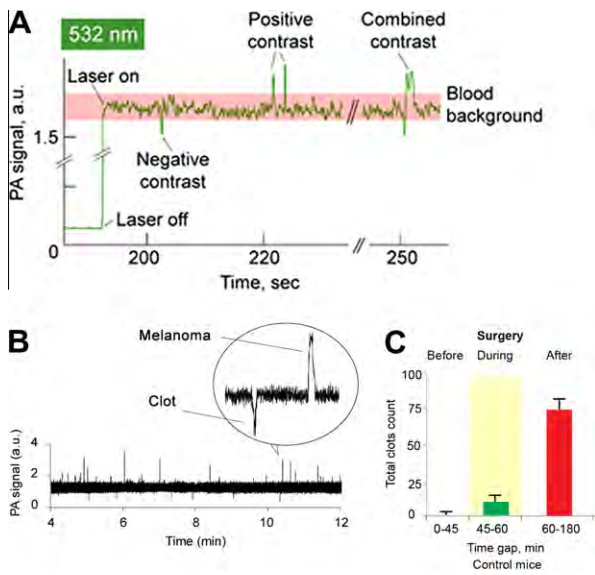 A
532 nm
Positive
contrast
Combined
contrast
Laser on
Blood
background
Negative
contrast
Laser off
PA signal, a.u.
1.5
0
200
220
250
Time, sec
B
Melanoma
Clot
PA signal (a.u.)
4
2
0
4
6
8
10
12
Time (min)
C
Surgery
Before During After
Total clots count
100
75
50
25
0
0-45 45-60 60-180
Time gap, min
Control mice